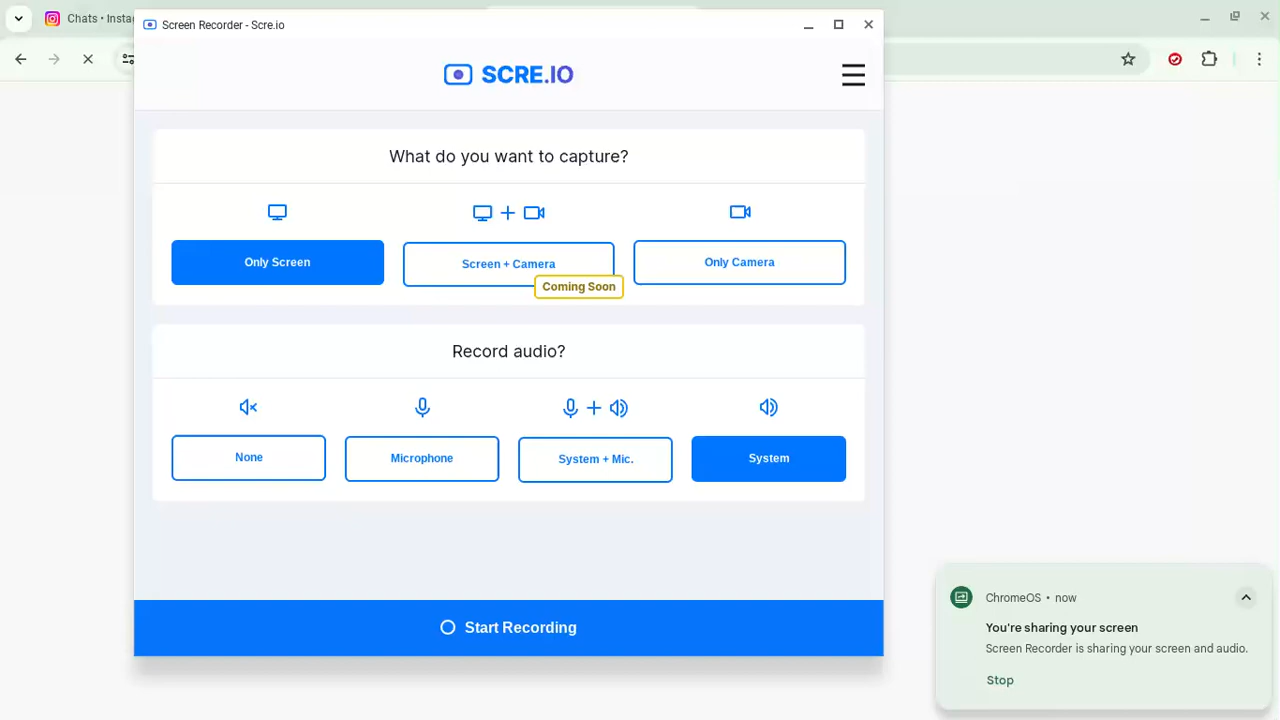 Chats • Insta
Screen Recorder - Scre.io
SCRE.IO
What do you want to capture?
Only Screen
Screen + Camera
Only Camera
Coming Soon
Record audio?
None
Microphone
System + Mic.
System
Start Recording
ChromeOS • now
You're sharing your screen
Screen Recorder is sharing your screen and audio.
Stop